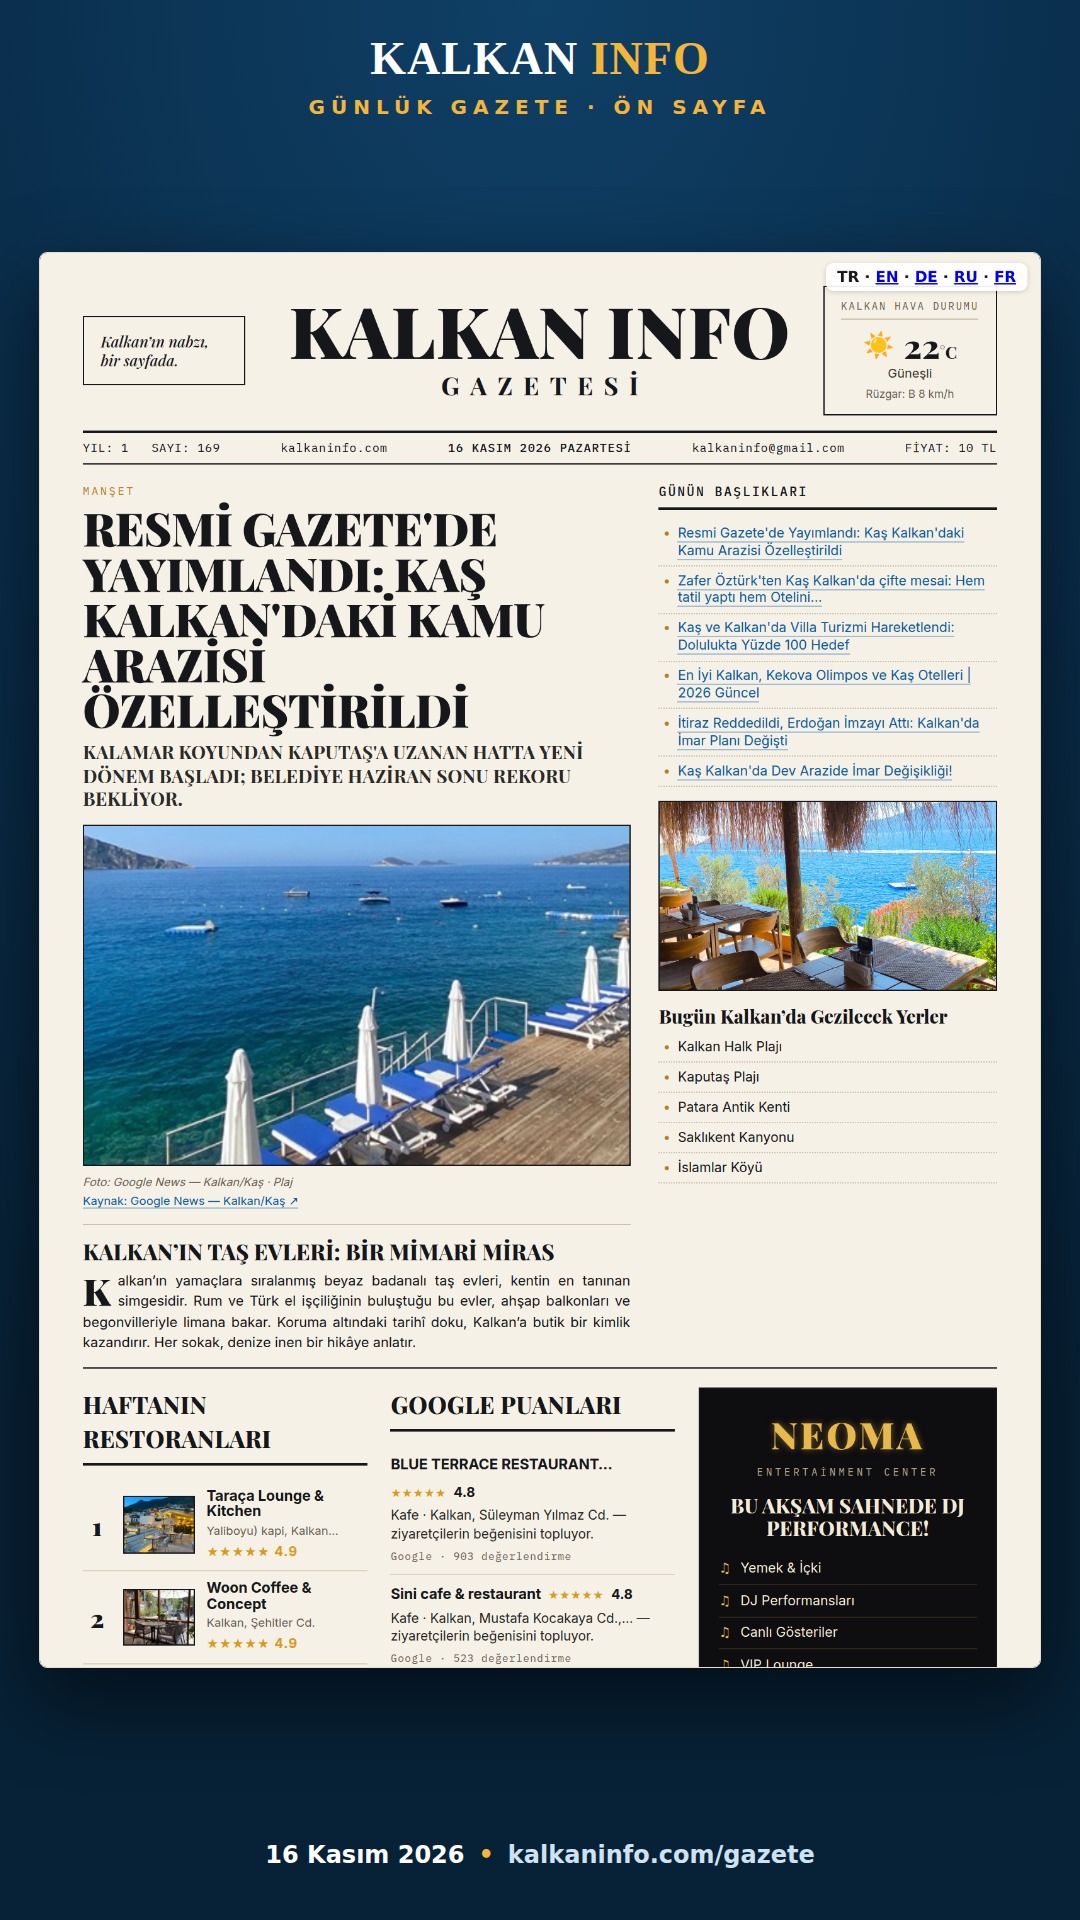 KALKAN INFO
GÜNLÜK GAZETE · ÖN SAYFA
TR · EN · DE · RU · FR
Kalkan’ın nabzı,
bir sayfada.
KALKAN INFO
GAZETESİ
KALKAN HAVA DURUMU
22°C
Güneşli
Rüzgar: B 8 km/h
YIL: 1 SAYI: 169 kalkaninfo.com 16 KASIM 2026 PAZARTESİ kalkaninfo@gmail.com FİYAT: 10 TL
MANŞET
RESMİ GAZETE'DE
YAYIMLANDI: KAŞ
KALKAN'DAKİ KAMU
ARAZİSİ
ÖZELLEŞTİRİLDİ
KALAMAR KOYUNDAN KAPUTAŞ'A UZANAN HATTA YENİ
DÖNEM BAŞLADI; BELEDİYE HAZİRAN SONU REKORU
BEKLİYOR.
Foto: Google News — Kalkan/Kaş · Plaj
Kaynak: Google News — Kalkan/Kaş ↗
KALKAN’IN TAŞ EVLERİ: BİR MİMARİ MİRAS
Kalkan’ın yamaçlara sıralanmış beyaz badanalı taş evleri, kentin en tanınan
simgesidir. Rum ve Türk el işçiliğinin buluştuğu bu evler, ahşap balkonları ve
begonvilleriyle limana bakar. Koruma altındaki tarihî doku, Kalkan’a butik bir kimlik
kazandırır. Her sokak, denize inen bir hikâye anlatır.
GÜNÜN BAŞLIKLARI
• Resmi Gazete'de Yayımlandı: Kaş Kalkan'daki
Kamu Arazisi Özelleştirildi
• Zafer Öztürk'ten Kaş Kalkan'da çifte mesai: Hem
tatil yaptı hem Otelini...
• Kaş ve Kalkan'da Villa Turizmi Hareketlendi:
Dolulukta Yüzde 100 Hedef
• En İyi Kalkan, Kekova Olimpos ve Kaş Otelleri |
2026 Güncel
• İtiraz Reddedildi, Erdoğan İmzayı Attı: Kalkan'da
İmar Planı Değişti
• Kaş Kalkan'da Dev Arazide İmar Değişikliği!
Bugün Kalkan’da Gezilecek Yerler
• Kalkan Halk Plajı
• Kaputaş Plajı
• Patara Antik Kenti
• Saklıkent Kanyonu
• İslamlar Köyü
HAFTANIN
RESTORANLARI
1
Taraça Lounge &
Kitchen
Yaliboyu) kapi, Kalkan...
★★★★★ 4.9
2
Woon Coffee &
Concept
Kalkan, Şehitler Cd.
★★★★★ 4.9
GOOGLE PUANLARI
BLUE TERRACE RESTAURANT...
★★★★★ 4.8
Kafe · Kalkan, Süleyman Yılmaz Cd. —
ziyaretçilerin beğenisini topluyor.
Google · 903 değerlendirme
Sini cafe & restaurant ★★★★★ 4.8
Kafe · Kalkan, Mustafa Kocakaya Cd.,... —
ziyaretçilerin beğenisini topluyor.
Google · 523 değerlendirme
NEOMA
ENTERTAİNMENT CENTER
BU AKŞAM SAHNEDE DJ
PERFORMANCE!
♫ Yemek & İçki
♫ DJ Performansları
♫ Canlı Gösteriler
♫ VIP Lounge
16 Kasım 2026 • kalkaninfo.com/gazete